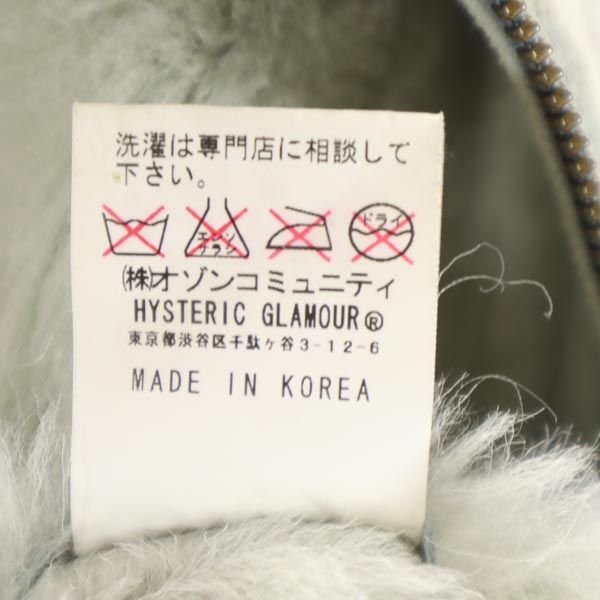 洗濯は専門店に相談して
下さい。
エンソ
サラシ
ドライ
㈱オゾンコミュニティ
HYSTERIC GLAMOUR®
東京都渋谷区千駄ヶ谷3-12-6
MADE IN KOREA